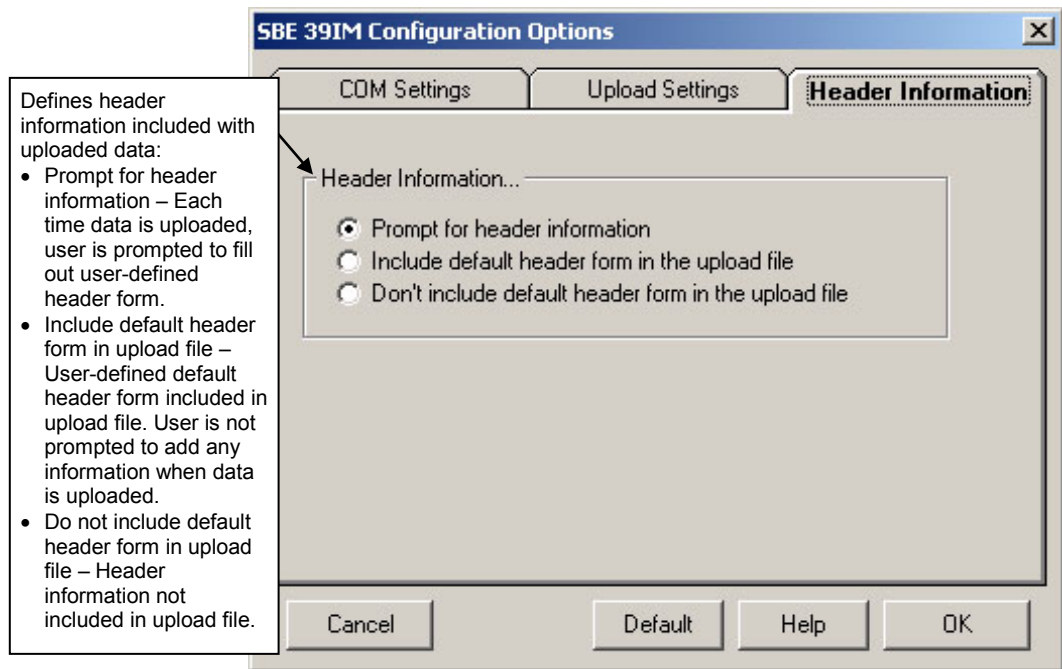 SBE 39IM Configuration Options
COM Settings
Upload Settings
Header Information
Defines header
information included with
uploaded data:
• Prompt for header
information – Each
time data is uploaded,
user is prompted to fill
out user-defined
header form.
• Include default header
form in upload file –
User-defined default
header form included in
upload file. User is not
prompted to add any
information when data
is uploaded.
• Do not include default
header form in upload
file – Header
information not
included in upload file.
Header Information...
Prompt for header information
Include default header form in the upload file
Don't include default header form in the upload file
Cancel
Default
Help
OK